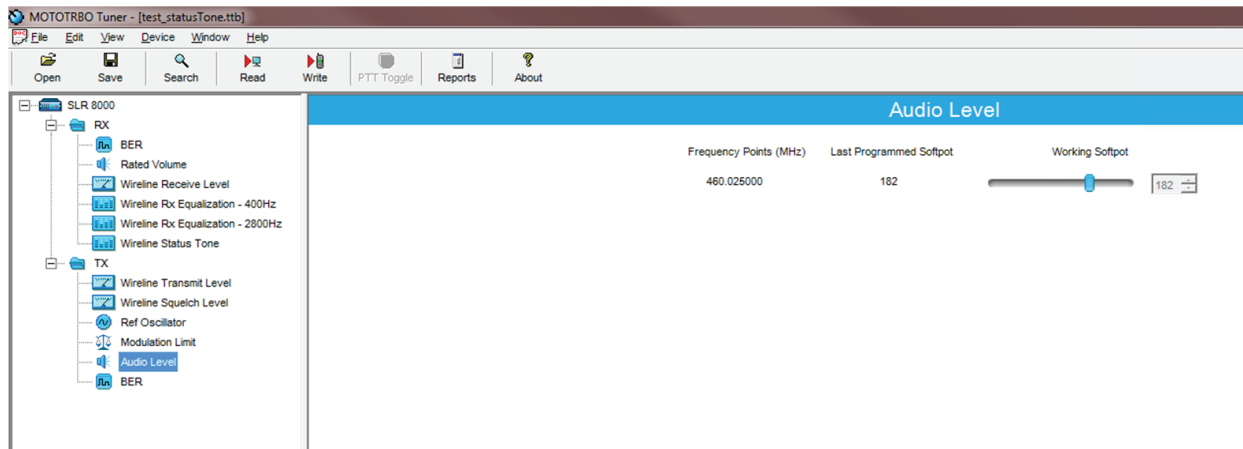 MOTOTRBO Tuner - [test_statusTone.ttb]
File Edit View Device Window Help
Open Save Search Read Write PTT Toggle Reports About
SLR 8000
RX
BER
Rated Volume
Wireline Receive Level
Wireline Rx Equalization - 400Hz
Wireline Rx Equalization - 2800Hz
Wireline Status Tone
TX
Wireline Transmit Level
Wireline Squelch Level
Ref Oscillator
Modulation Limit
Audio Level
BER
Audio Level
Frequency Points (MHz) Last Programmed Softpot Working Softpot
460.025000 182 182